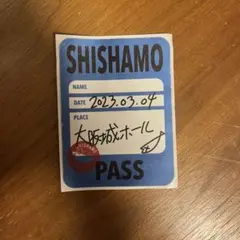 SHISHAMO
NAME
DATE 2023.03.04
PLACE
大阪城ホール
PASS